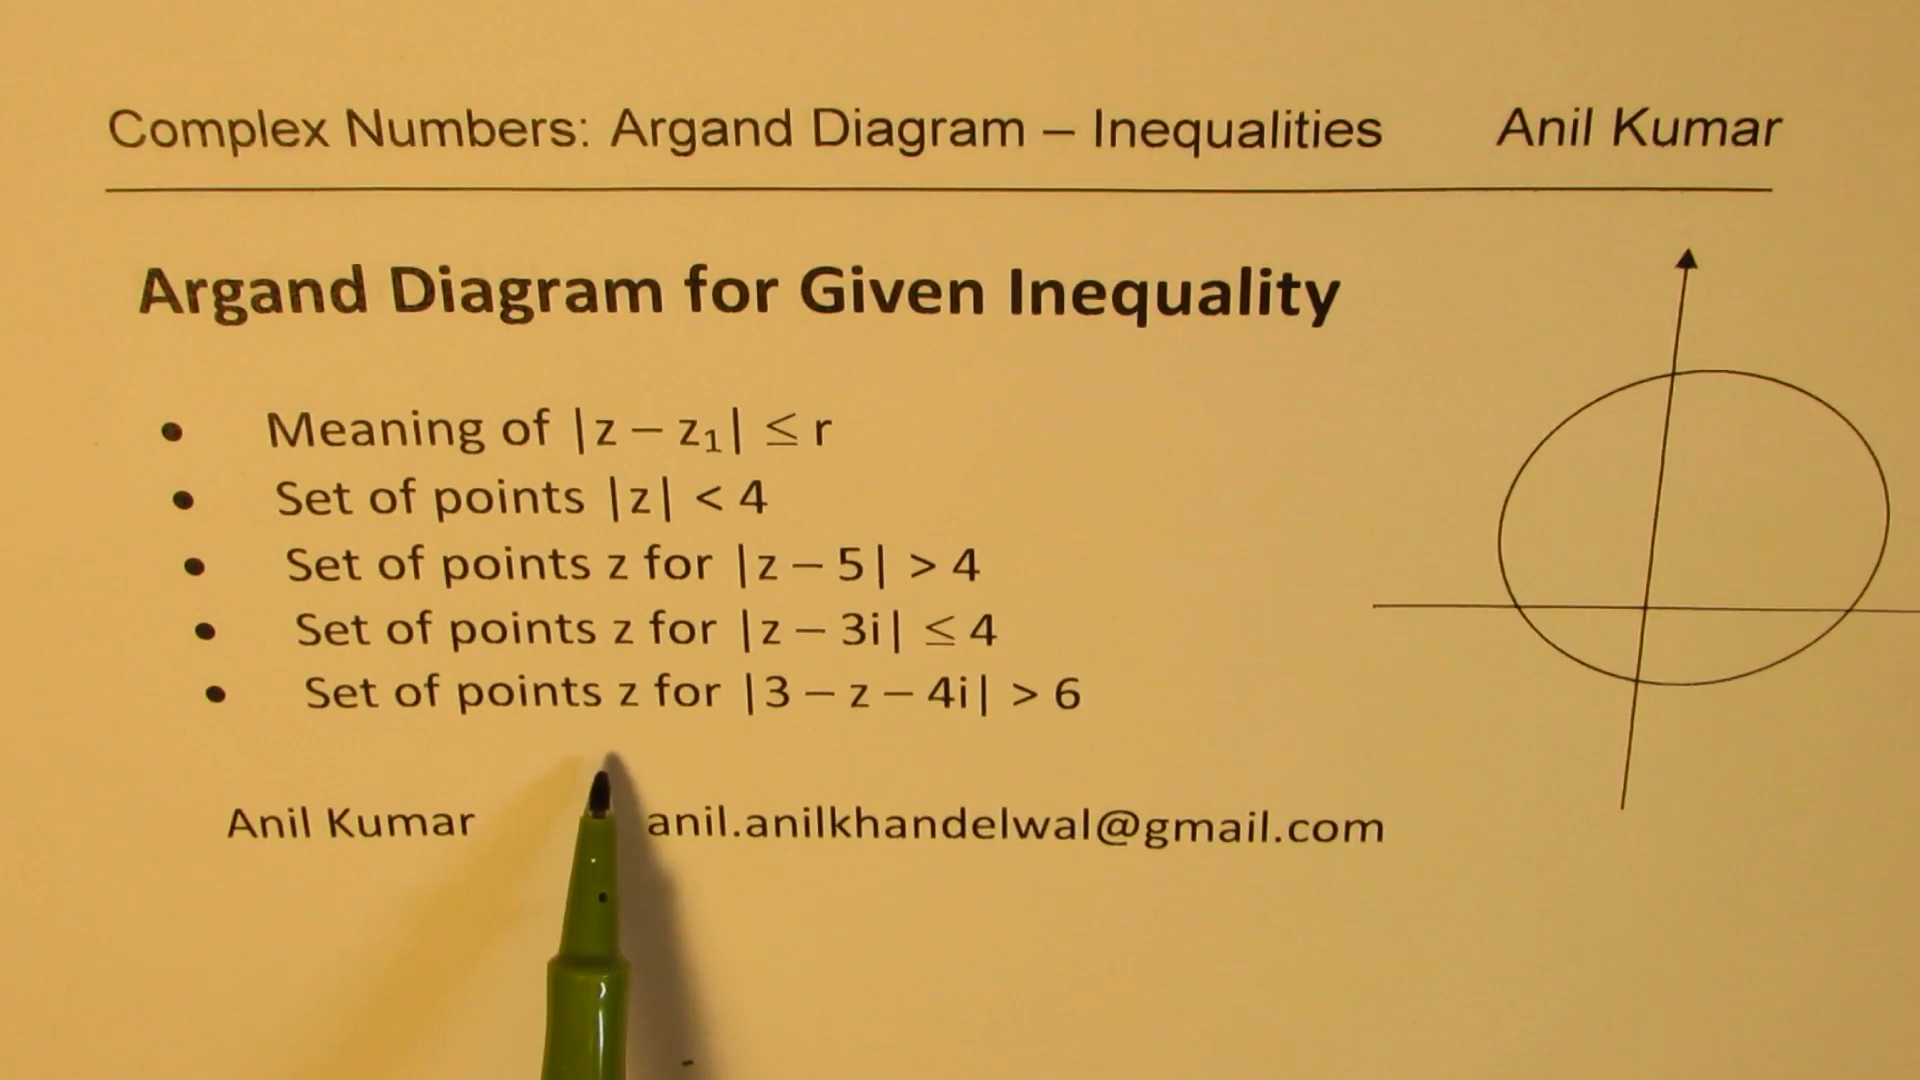 Complex Numbers: Argand Diagram – Inequalities Anil Kumar
Argand Diagram for Given Inequality
• Meaning of |z – z₁| ≤ r
• Set of points |z| < 4
• Set of points z for |z – 5| > 4
• Set of points z for |z – 3i| ≤ 4
• Set of points z for |3 – z – 4i| > 6
Anil Kumar anil.anilkhandelwal@gmail.com